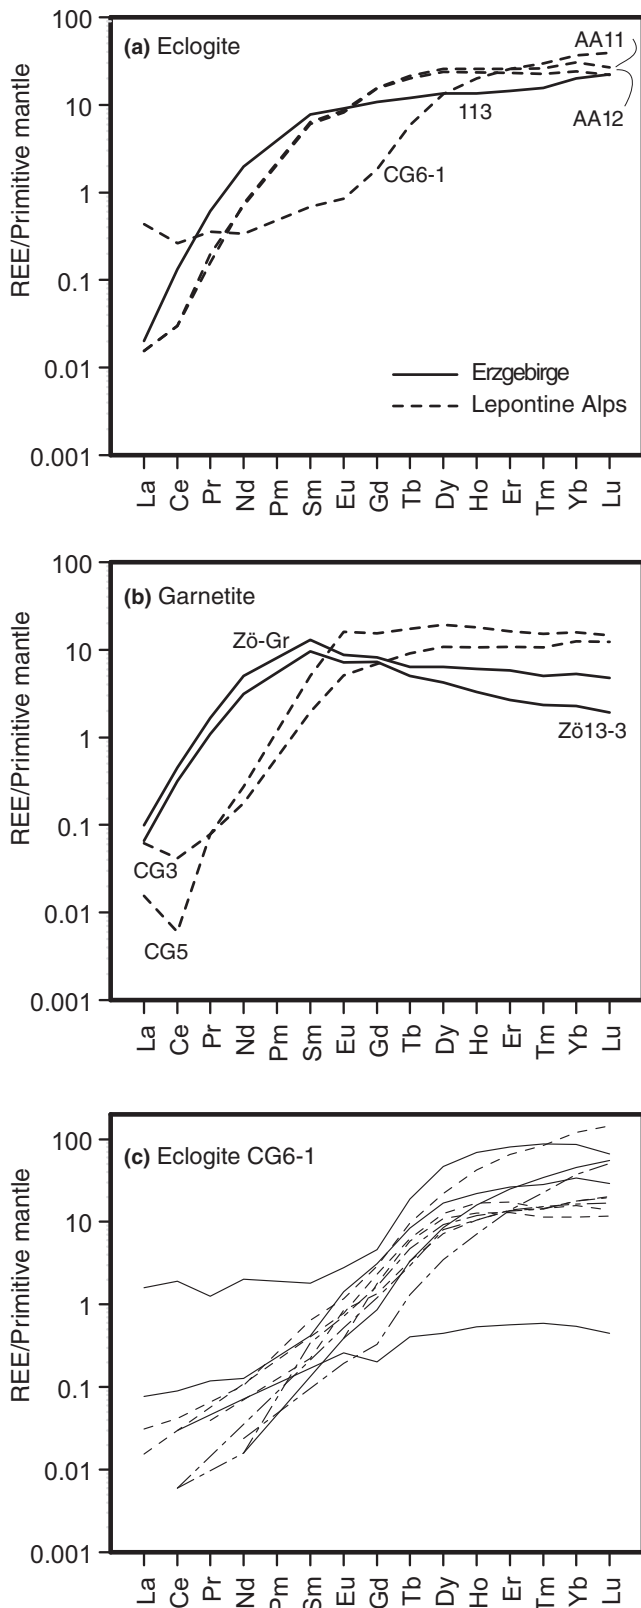 (a) Eclogite
100
10
1
0.1
0.01
0.001
REE/Primitive mantle
AA11
AA12
113
CG6-1
Erzgebirge
Lepontine Alps
La Ce Pr Nd Pm Sm Eu Gd Tb Dy Ho Er Tm Yb Lu
(b) Garnetite
100
10
1
0.1
0.01
0.001
REE/Primitive mantle
Zö-Gr
Zö13-3
CG3
CG5
La Ce Pr Nd Pm Sm Eu Gd Tb Dy Ho Er Tm Yb Lu
(c) Eclogite CG6-1
100
10
1
0.1
0.01
0.001
REE/Primitive mantle
La Ce Pr Nd Pm Sm Eu Gd Tb Dy Ho Er Tm Yb Lu